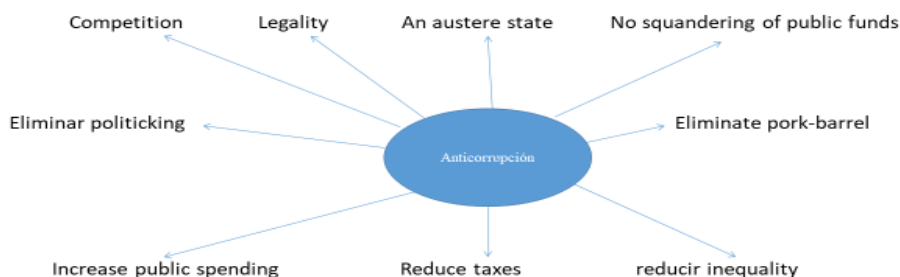 Competition
Legality
An austere state
No squandering of public funds
Eliminar politicking
Eliminate pork-barrel
Anticorrupción
Increase public spending
Reduce taxes
reducir inequality